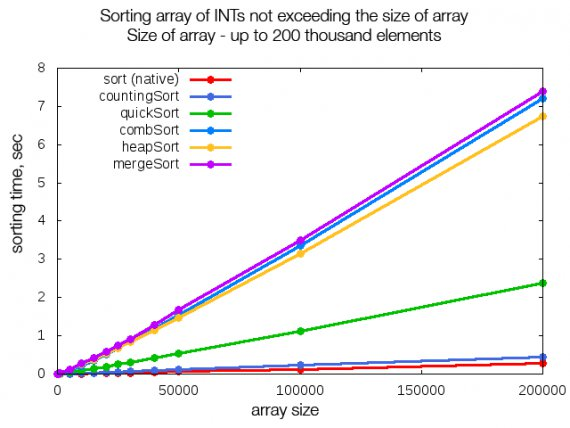 Sorting array of INTs not exceeding the size of array
Size of array - up to 200 thousand elements
8
7
6
5
4
3
2
1
0
sorting time, sec
sort (native)
countingSort
quickSort
combSort
heapSort
mergeSort
0
50000
100000
150000
200000
array size